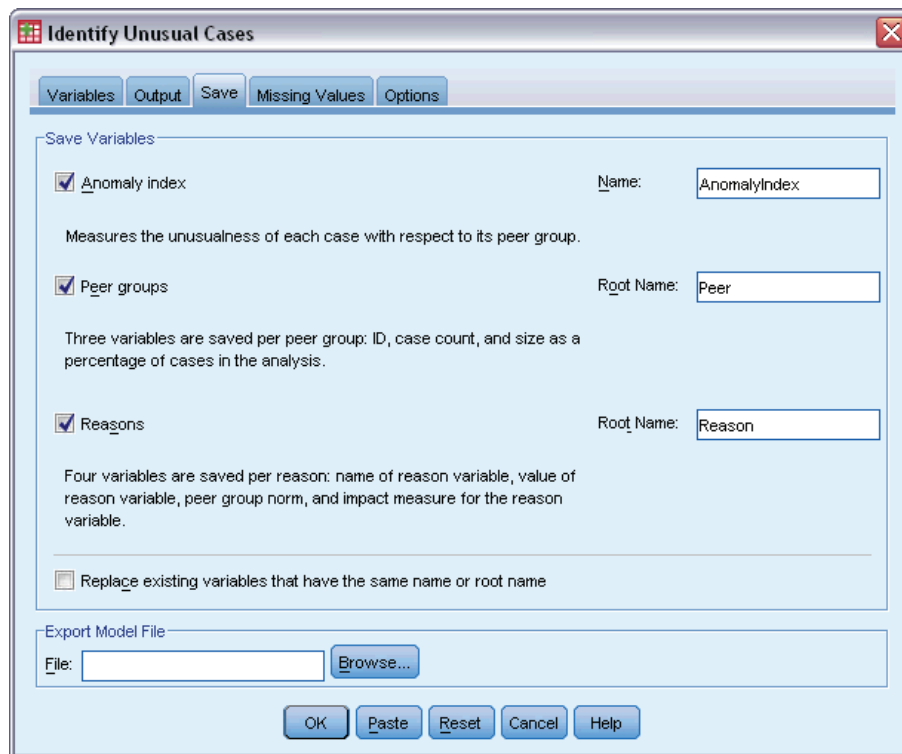 Identify Unusual Cases
Variables Output Save Missing Values Options
Save Variables
Anomaly index Name: AnomalyIndex
Measures the unusualness of each case with respect to its peer group.
Peer groups Root Name: Peer
Three variables are saved per peer group: ID, case count, and size as a
percentage of cases in the analysis.
Reasons Root Name: Reason
Four variables are saved per reason: name of reason variable, value of
reason variable, peer group norm, and impact measure for the reason
variable.
Replace existing variables that have the same name or root name
Export Model File
File: Browse...
OK Paste Reset Cancel Help